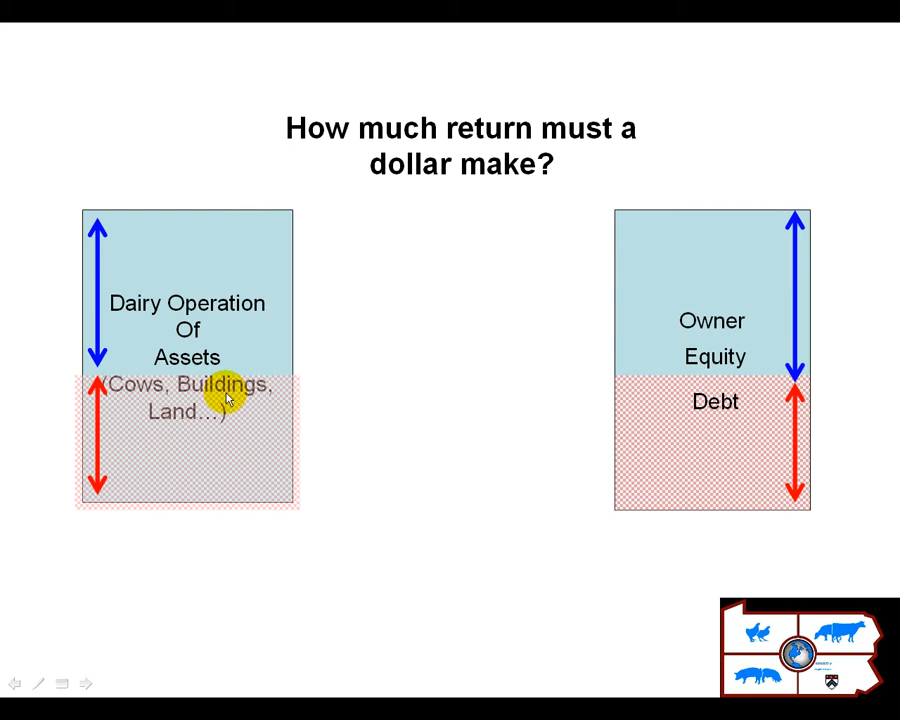 How much return must a
dollar make?
Dairy Operation
Of
Assets
(Cows, Buildings,
Land...)
Owner
Equity
Debt